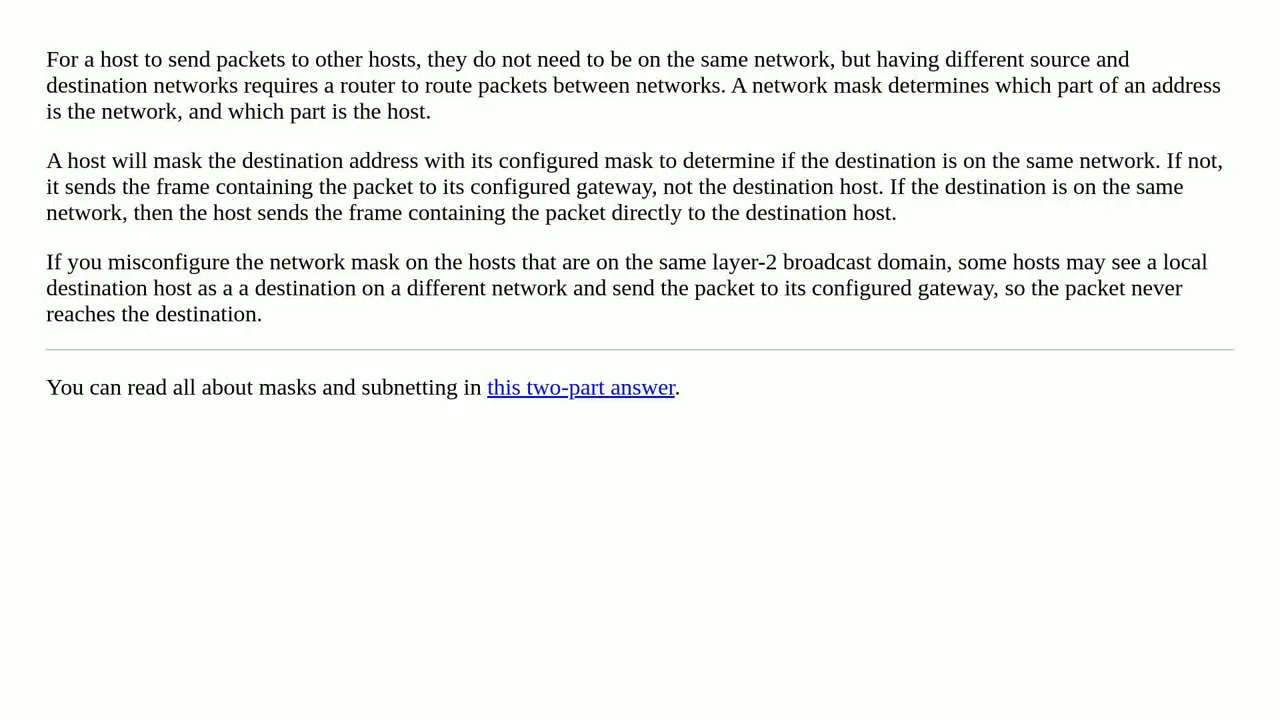 For a host to send packets to other hosts, they do not need to be on the same network, but having different source and
destination networks requires a router to route packets between networks. A network mask determines which part of an address
is the network, and which part is the host.
A host will mask the destination address with its configured mask to determine if the destination is on the same network. If not,
it sends the frame containing the packet to its configured gateway, not the destination host. If the destination is on the same
network, then the host sends the frame containing the packet directly to the destination host.
If you misconfigure the network mask on the hosts that are on the same layer-2 broadcast domain, some hosts may see a local
destination host as a a destination on a different network and send the packet to its configured gateway, so the packet never
reaches the destination.
You can read all about masks and subnetting in this two-part answer.